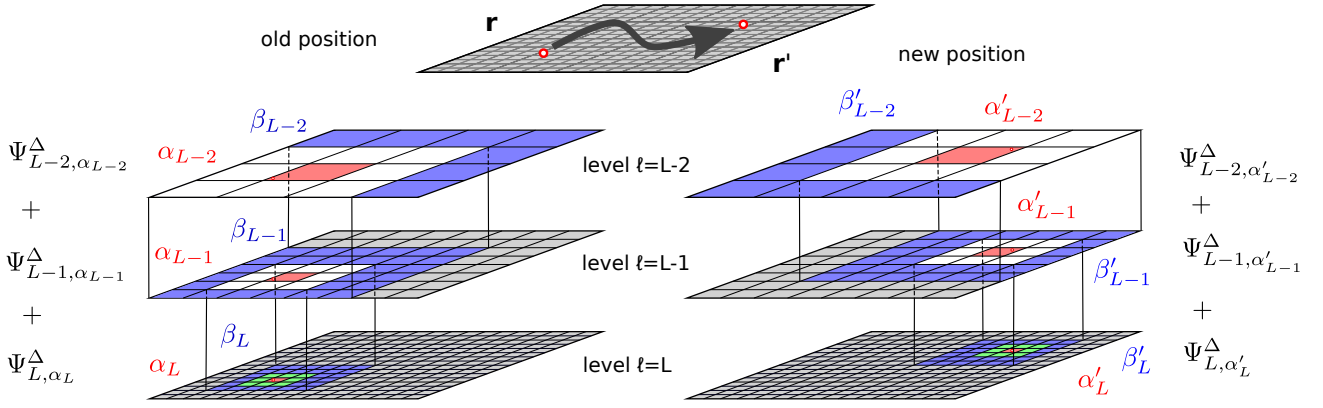 old position
r
r'
new position
β_{L−2}
β′_{L−2}
α′_{L−2}
α_{L−2}
Ψ^Δ_{L−2,α_{L−2}}
level ℓ=L-2
Ψ^Δ_{L−2,α′_{L−2}}
+
α′_{L−1}
+
β_{L−1}
α_{L−1}
Ψ^Δ_{L−1,α_{L−1}}
level ℓ=L-1
β′_{L−1}
Ψ^Δ_{L−1,α′_{L−1}}
+
β_L
+
α_L
Ψ^Δ_{L,α_L}
level ℓ=L
α′_L
β′_L
Ψ^Δ_{L,α′_L}